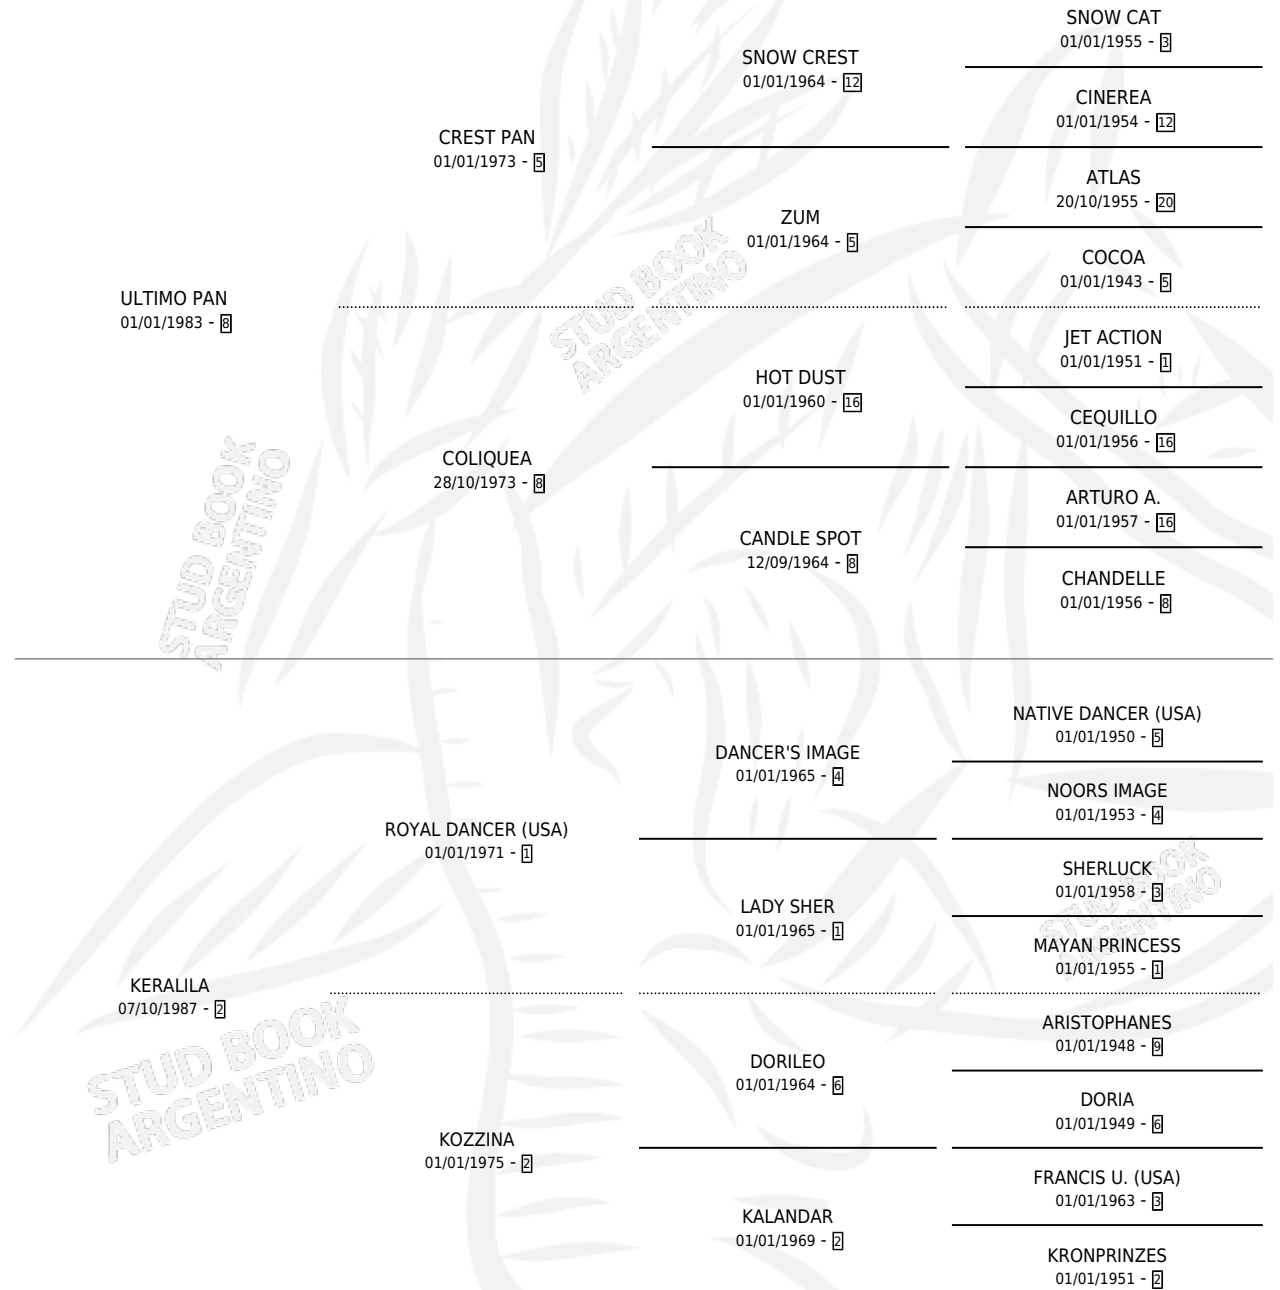 SNOW CAT
01/01/1955 - 3
SNOW CREST
01/01/1964 - 12
CINEREA
01/01/1954 - 12
CREST PAN
01/01/1973 - 5
ATLAS
20/10/1955 - 20
ZUM
01/01/1964 - 5
COCOA
01/01/1943 - 5
ULTIMO PAN
01/01/1983 - 8
JET ACTION
01/01/1951 - 1
HOT DUST
01/01/1960 - 16
CEQUILLO
01/01/1956 - 16
COLIQUEA
28/10/1973 - 8
ARTURO A.
01/01/1957 - 16
CANDLE SPOT
12/09/1964 - 8
CHANDELLE
01/01/1956 - 8
STUD BOOK
ARGENTINO
STUD BOOK
ARGENTINO
NATIVE DANCER (USA)
01/01/1950 - 5
DANCER'S IMAGE
01/01/1965 - 4
NOORS IMAGE
01/01/1953 - 4
ROYAL DANCER (USA)
01/01/1971 - 1
SHERLUCK
01/01/1958 - 3
LADY SHER
01/01/1965 - 1
MAYAN PRINCESS
01/01/1955 - 1
KERALILA
07/10/1987 - 2
ARISTOPHANES
01/01/1948 - 9
DORILEO
01/01/1964 - 6
DORIA
01/01/1949 - 6
KOZZINA
01/01/1975 - 2
FRANCIS U. (USA)
01/01/1963 - 3
KALANDAR
01/01/1969 - 2
KRONPRINZES
01/01/1951 - 2
STUD BOOK
ARGENTINO
STUD BOOK
ARGENTINO